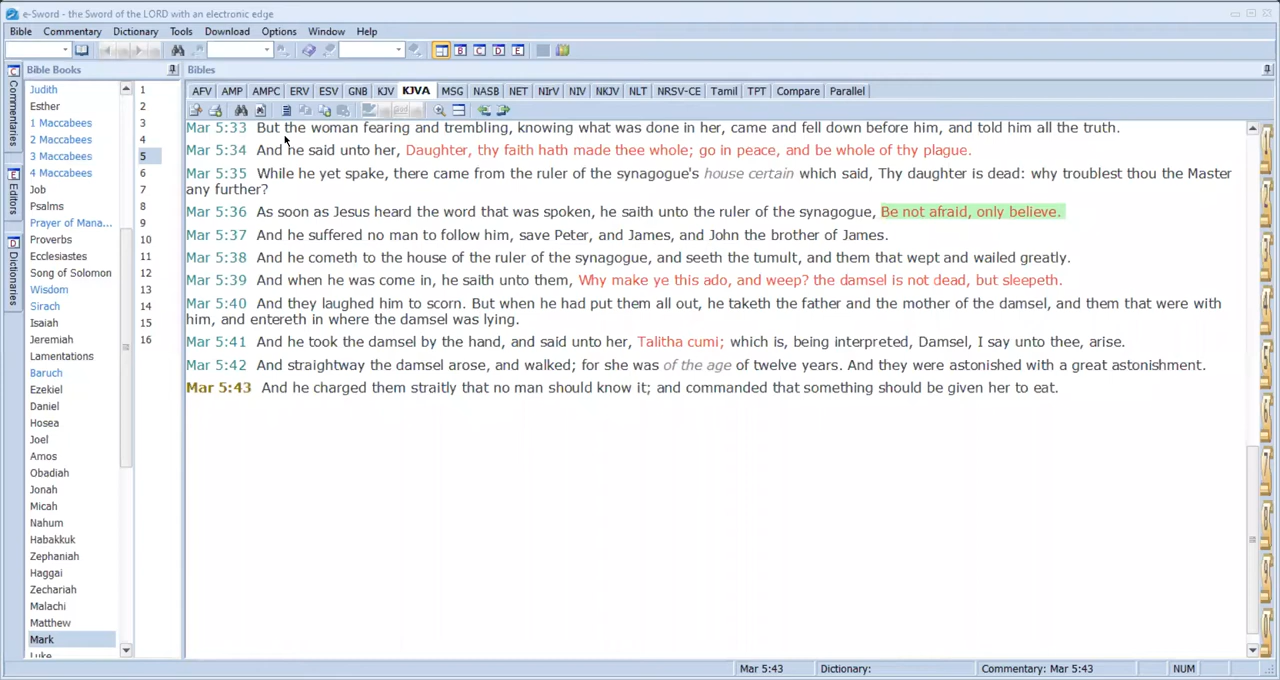 e-Sword - the Sword of the LORD with an electronic edge
Bible Commentary Dictionary Tools Download Options Window Help
B C D E
Bible Books
Bibles
AFV AMP AMPC ERV ESV GNB KJV KJVA MSG NASB NET NIrV NIV NKJV NLT NRSV-CE Tamil TPT Compare Parallel
Commentaries
Editors
Dictionaries
Judith
Esther
1 Maccabees
2 Maccabees
3 Maccabees
4 Maccabees
Job
Psalms
Prayer of Mana...
Proverbs
Ecclesiastes
Song of Solomon
Wisdom
Sirach
Isaiah
Jeremiah
Lamentations
Baruch
Ezekiel
Daniel
Hosea
Joel
Amos
Obadiah
Jonah
Micah
Nahum
Habakkuk
Zephaniah
Haggai
Zechariah
Malachi
Matthew
Mark
Luke
1
2
3
4
5
6
7
8
9
10
11
12
13
14
15
16
Mar 5:33 But the woman fearing and trembling, knowing what was done in her, came and fell down before him, and told him all the truth.
Mar 5:34 And he said unto her, Daughter, thy faith hath made thee whole; go in peace, and be whole of thy plague.
Mar 5:35 While he yet spake, there came from the ruler of the synagogue's house certain which said, Thy daughter is dead: why troublest thou the Master
any further?
Mar 5:36 As soon as Jesus heard the word that was spoken, he saith unto the ruler of the synagogue, Be not afraid, only believe.
Mar 5:37 And he suffered no man to follow him, save Peter, and James, and John the brother of James.
Mar 5:38 And he cometh to the house of the ruler of the synagogue, and seeth the tumult, and them that wept and wailed greatly.
Mar 5:39 And when he was come in, he saith unto them, Why make ye this ado, and weep? the damsel is not dead, but sleepeth.
Mar 5:40 And they laughed him to scorn. But when he had put them all out, he taketh the father and the mother of the damsel, and them that were with
him, and entereth in where the damsel was lying.
Mar 5:41 And he took the damsel by the hand, and said unto her, Talitha cumi; which is, being interpreted, Damsel, I say unto thee, arise.
Mar 5:42 And straightway the damsel arose, and walked; for she was of the age of twelve years. And they were astonished with a great astonishment.
Mar 5:43 And he charged them straitly that no man should know it; and commanded that something should be given her to eat.
1
2
3
4
5
6
7
8
9
Mar 5:43 Dictionary: Commentary: Mar 5:43 NUM